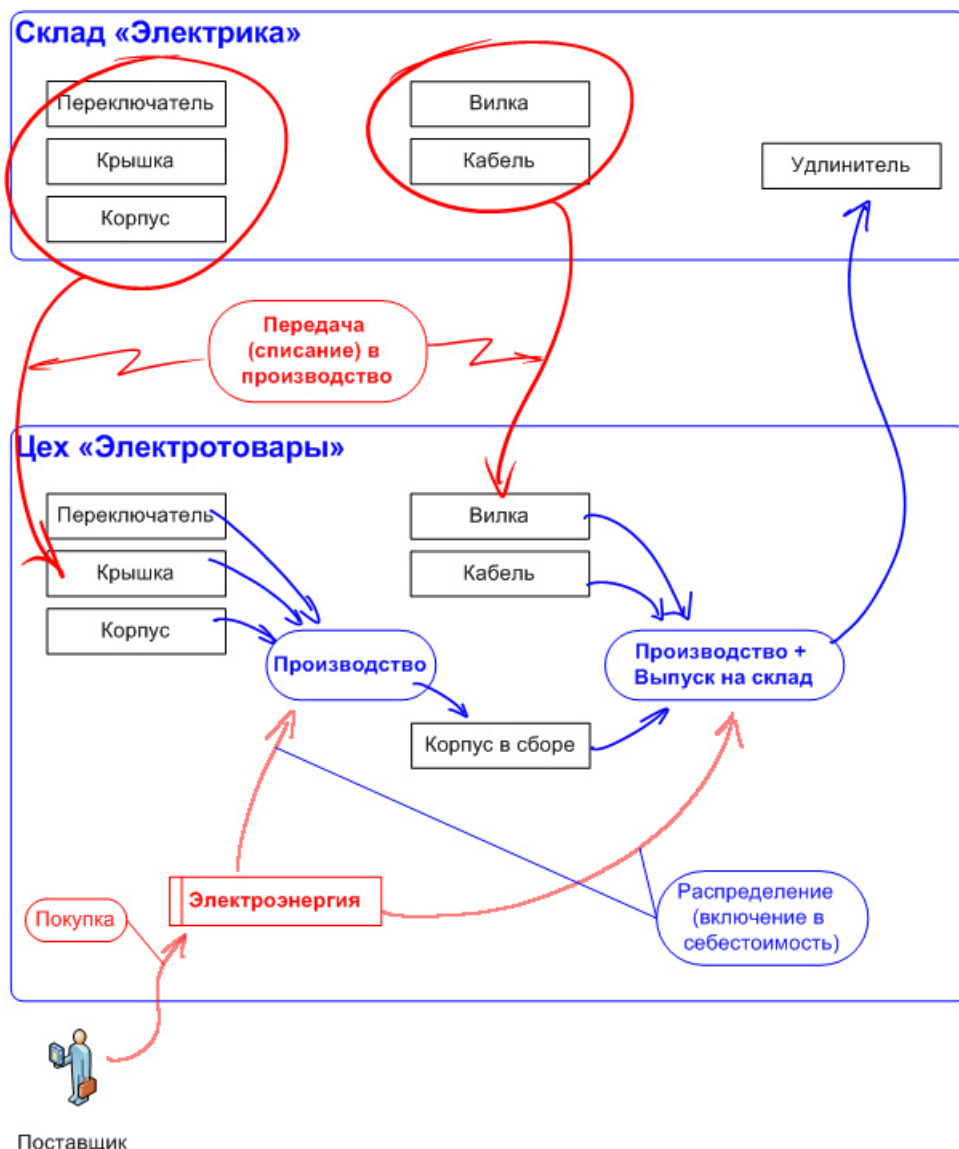 Склад «Электрика»
Переключатель
Крышка
Корпус
Вилка
Кабель
Удлинитель
Передача
(списание) в
производство
Цех «Электротовары»
Переключатель
Крышка
Корпус
Вилка
Кабель
Производство
Производство +
Выпуск на склад
Корпус в сборе
Электроэнергия
Покупка
Распределение
(включение в
себестоимость)
Поставщик